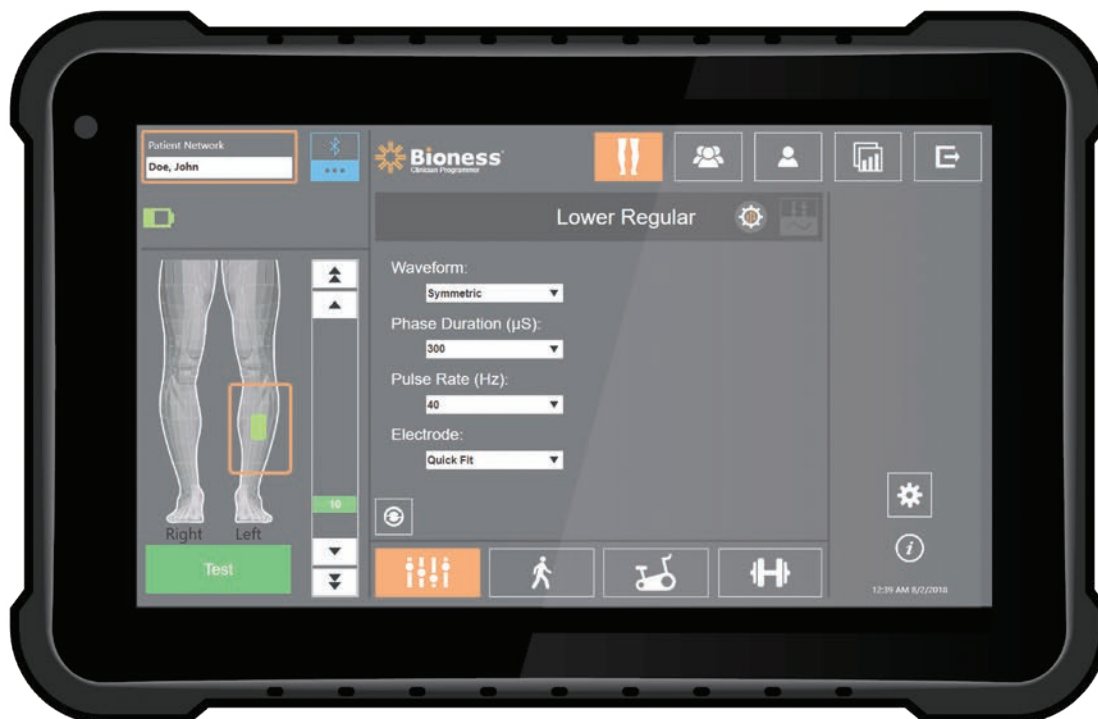 Patient Network
Doe, John
Bioness
Clinician Programmer
Lower Regular
Waveform:
Symmetric
Phase Duration (µS):
300
Pulse Rate (Hz):
40
Electrode:
Quick Fit
10
Right Left
Test
12:39 AM 8/2/2018